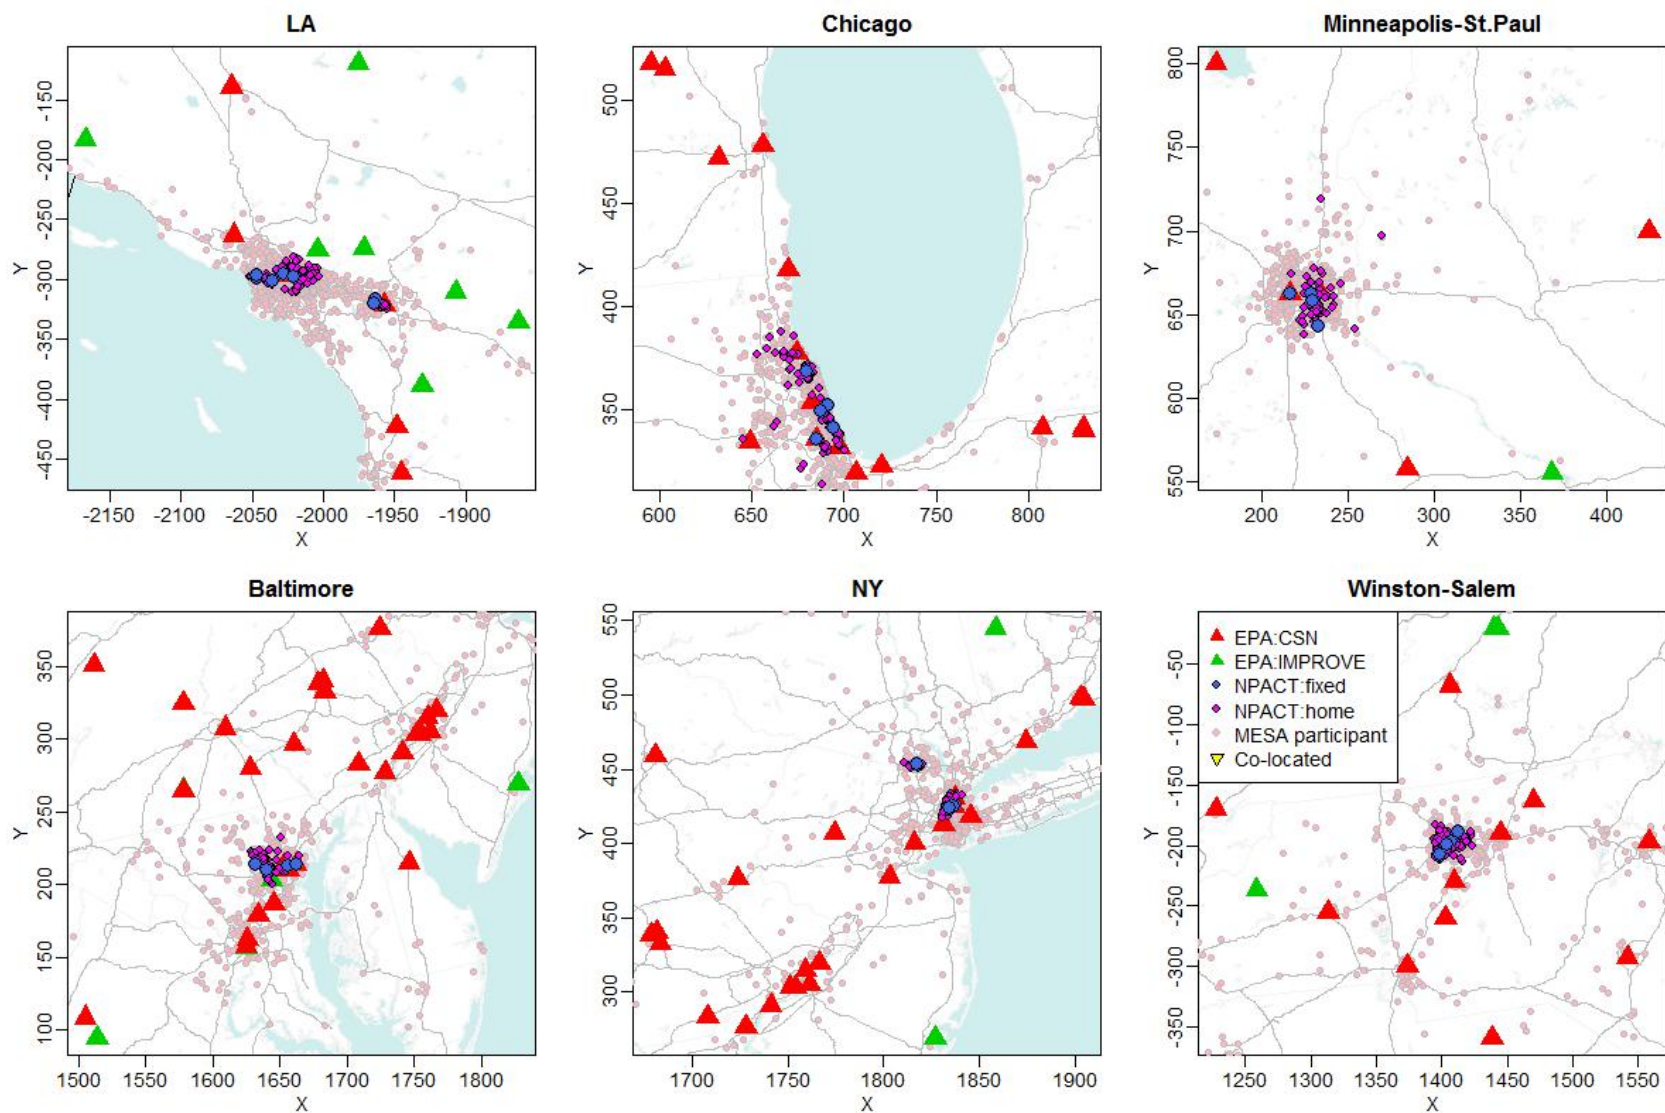 LA
-150
-200
-250
-300
-350
-400
-450
Y
-2150 -2100 -2050 -2000 -1950 -1900
X
Chicago
500
450
400
350
Y
600 650 700 750 800
X
Minneapolis-St.Paul
800
750
700
650
600
550
Y
200 250 300 350 400
X
Baltimore
350
300
250
200
150
100
Y
1500 1550 1600 1650 1700 1750 1800
X
NY
550
500
450
400
350
300
Y
1700 1750 1800 1850 1900
X
Winston-Salem
EPA:CSN
EPA:IMPROVE
NPACT:fixed
NPACT:home
MESA participant
Co-located
-50
-100
-150
-200
-250
-300
-350
Y
1250 1300 1350 1400 1450 1500 1550
X